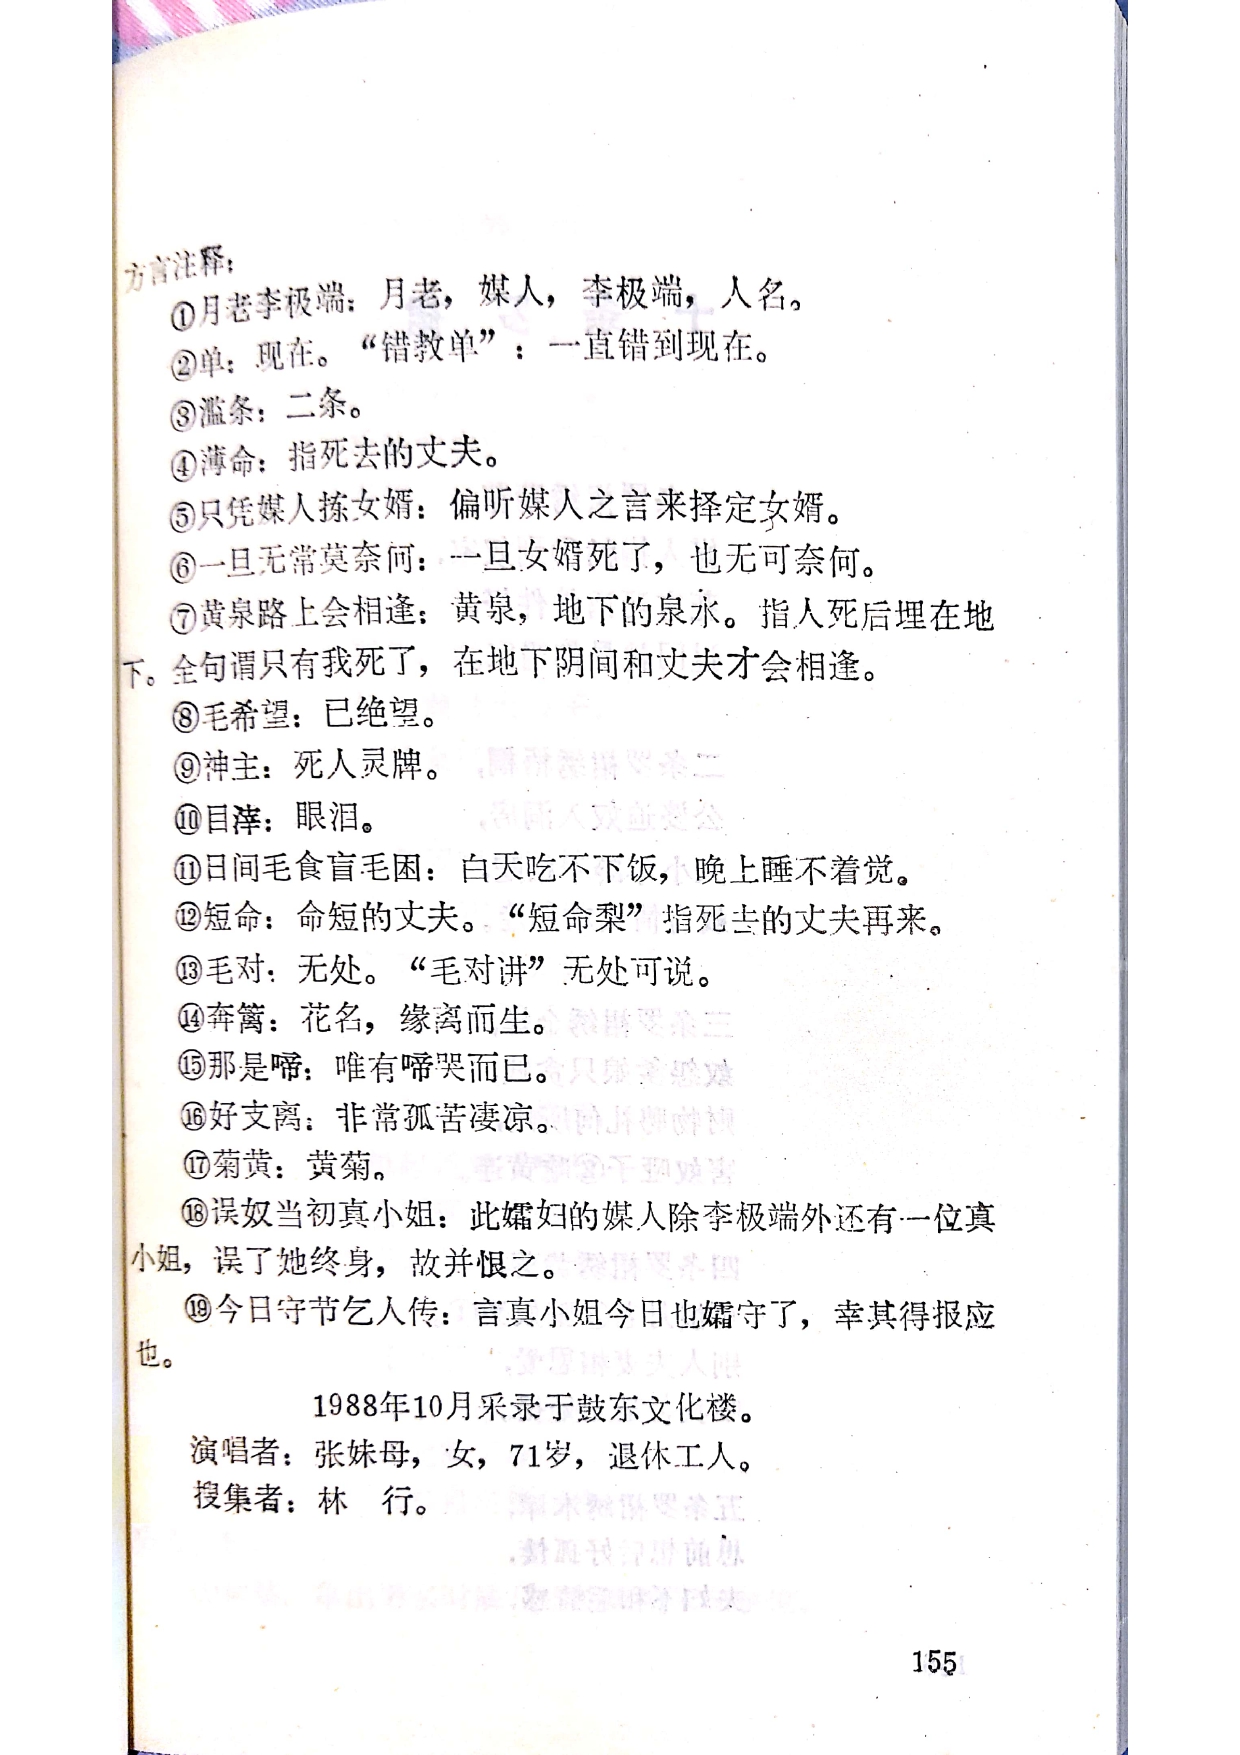 方言注释：
①月老李极端：月老，媒人，李极端，人名。
②单：现在。“错教单”：一直错到现在。
③滥条：二条。
④薄命：指死去的丈夫。
⑤只凭媒人拣女婿：偏听媒人之言来择定女婿。
⑥一旦无常莫奈何：一旦女婿死了，也无可奈何。
⑦黄泉路上会相逢：黄泉，地下的泉水。指人死后埋在地
下。全句谓只有我死了，在地下阴间和丈夫才会相逢。
⑧毛希望：已绝望。
⑨神主：死人灵牌。
⑩目滓：眼泪。
⑪日间毛食盲毛困：白天吃不下饭，晚上睡不着觉。
⑫短命：命短的丈夫。“短命梨”指死去的丈夫再来。
⑬毛对：无处。“毛对讲”无处可说。
⑭奔篱：花名，缘离而生。
⑮那是啼：唯有啼哭而已。
⑯好支离：非常孤苦凄凉。
⑰菊黄：黄菊。
⑱误奴当初真小姐：此孀妇的媒人除李极端外还有一位真
小姐，误了她终身，故并恨之。
⑲今日守节乞人传：言真小姐今日也孀守了，幸其得报应
也。
1988年10月采录于鼓东文化楼。
演唱者：张妹母，女，71岁，退休工人。
搜集者：林　行。
155